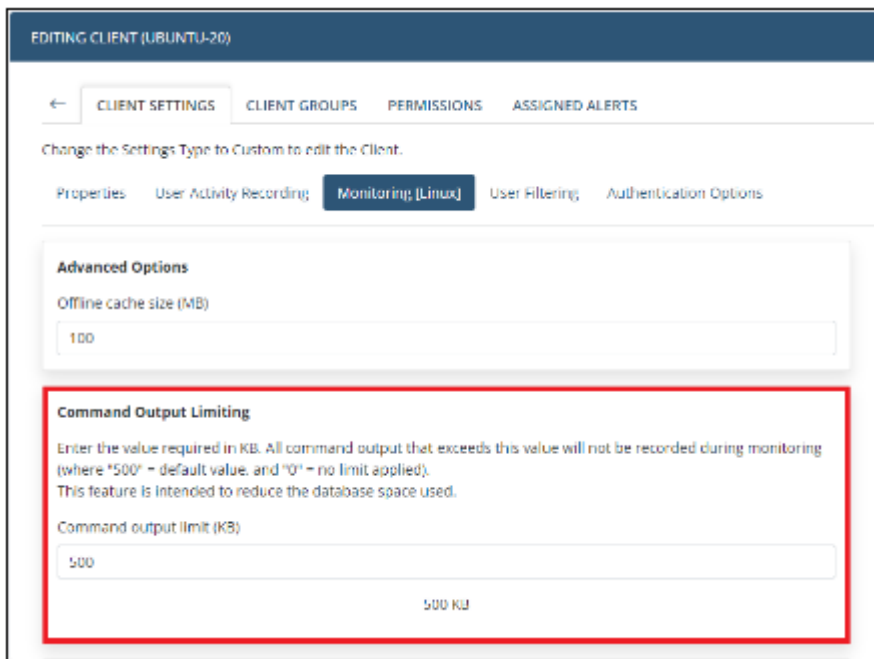 EDITING CLIENT (UBUNTU-20)
← CLIENT SETTINGS CLIENT GROUPS PERMISSIONS ASSIGNED ALERTS
Change the Settings Type to Custom to edit the Client.
Properties User Activity Recording Monitoring [Linux] User Filtering Authentication Options
Advanced Options
Offline cache size (MB)
100
Command Output Limiting
Enter the value required in KB. All command output that exceeds this value will not be recorded during monitoring
(where "500" = default value, and "0" = no limit applied).
This feature is intended to reduce the database space used.
Command output limit (KB)
500
500 KB